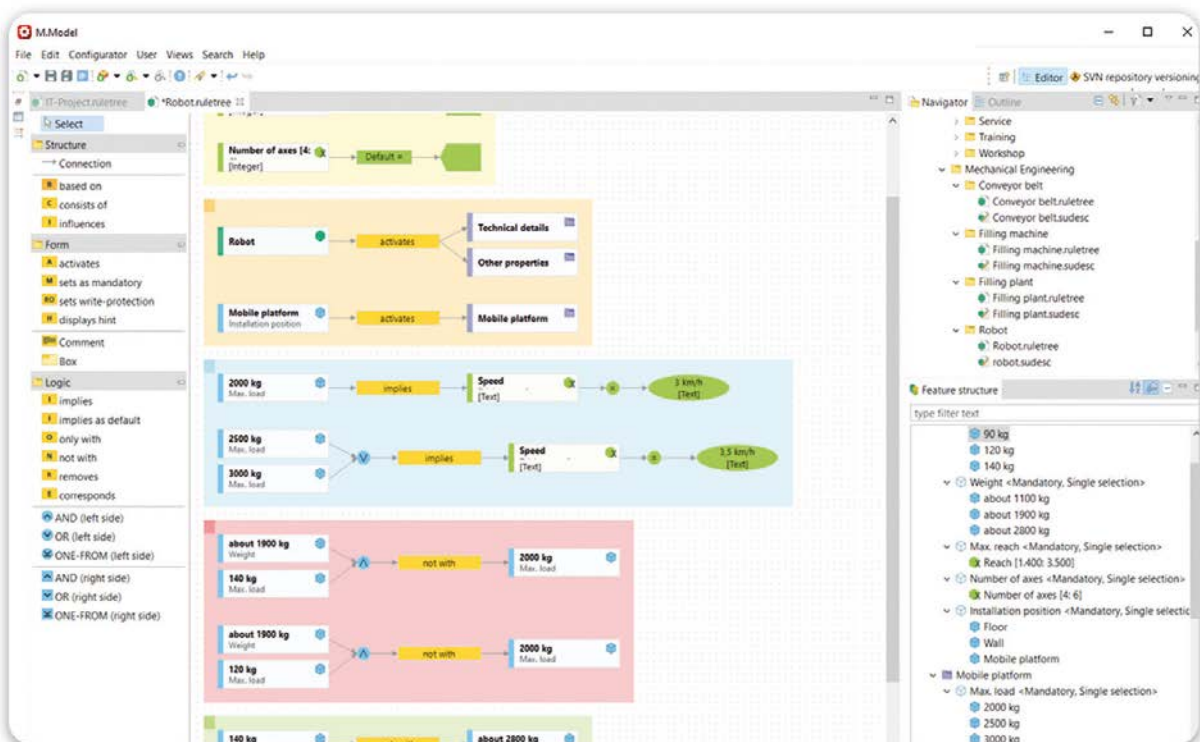 M.Model
File Edit Configurator User Views Search Help
Editor SVN repository versioning
IT-Project.ruletree *Robot.ruletree
Select
Structure
Connection
based on
consists of
influences
Form
activates
sets as mandatory
sets write-protection
displays hint
Comment
Box
Logic
implies
implies as default
only with
not with
removes
corresponds
AND (left side)
OR (left side)
ONE-FROM (left side)
AND (right side)
OR (right side)
ONE-FROM (right side)
Number of axes [4:
[Integer]
Default =
Robot
activates
Technical details
Other properties
Mobile platform
Installation position
activates
Mobile platform
2000 kg
Max. load
implies
Speed
[Text]
=
3 km/h
[Text]
2500 kg
Max. load
3000 kg
Max. load
implies
Speed
[Text]
=
3,5 km/h
[Text]
about 1900 kg
Weight
140 kg
Max. load
not with
2000 kg
Max. load
about 1900 kg
Weight
120 kg
Max. load
not with
2000 kg
Max. load
140 kg
about 2800 kg
Navigator Outline
Service
Training
Workshop
Mechanical Engineering
Conveyor belt
Conveyor belt.ruletree
Conveyor belt.sudesc
Filling machine
Filling machine.ruletree
Filling machine.sudesc
Filling plant
Filling plant.ruletree
Filling plant.sudesc
Robot
Robot.ruletree
robot.sudesc
Feature structure
type filter text
90 kg
120 kg
140 kg
Weight <Mandatory, Single selection>
about 1100 kg
about 1900 kg
about 2800 kg
Max. reach <Mandatory, Single selection>
Reach [1.400: 3.500]
Number of axes <Mandatory, Single selection>
Number of axes [4: 6]
Installation position <Mandatory, Single selectic
Floor
Wall
Mobile platform
Mobile platform
Max. load <Mandatory, Single selection>
2000 kg
2500 kg
3000 kg